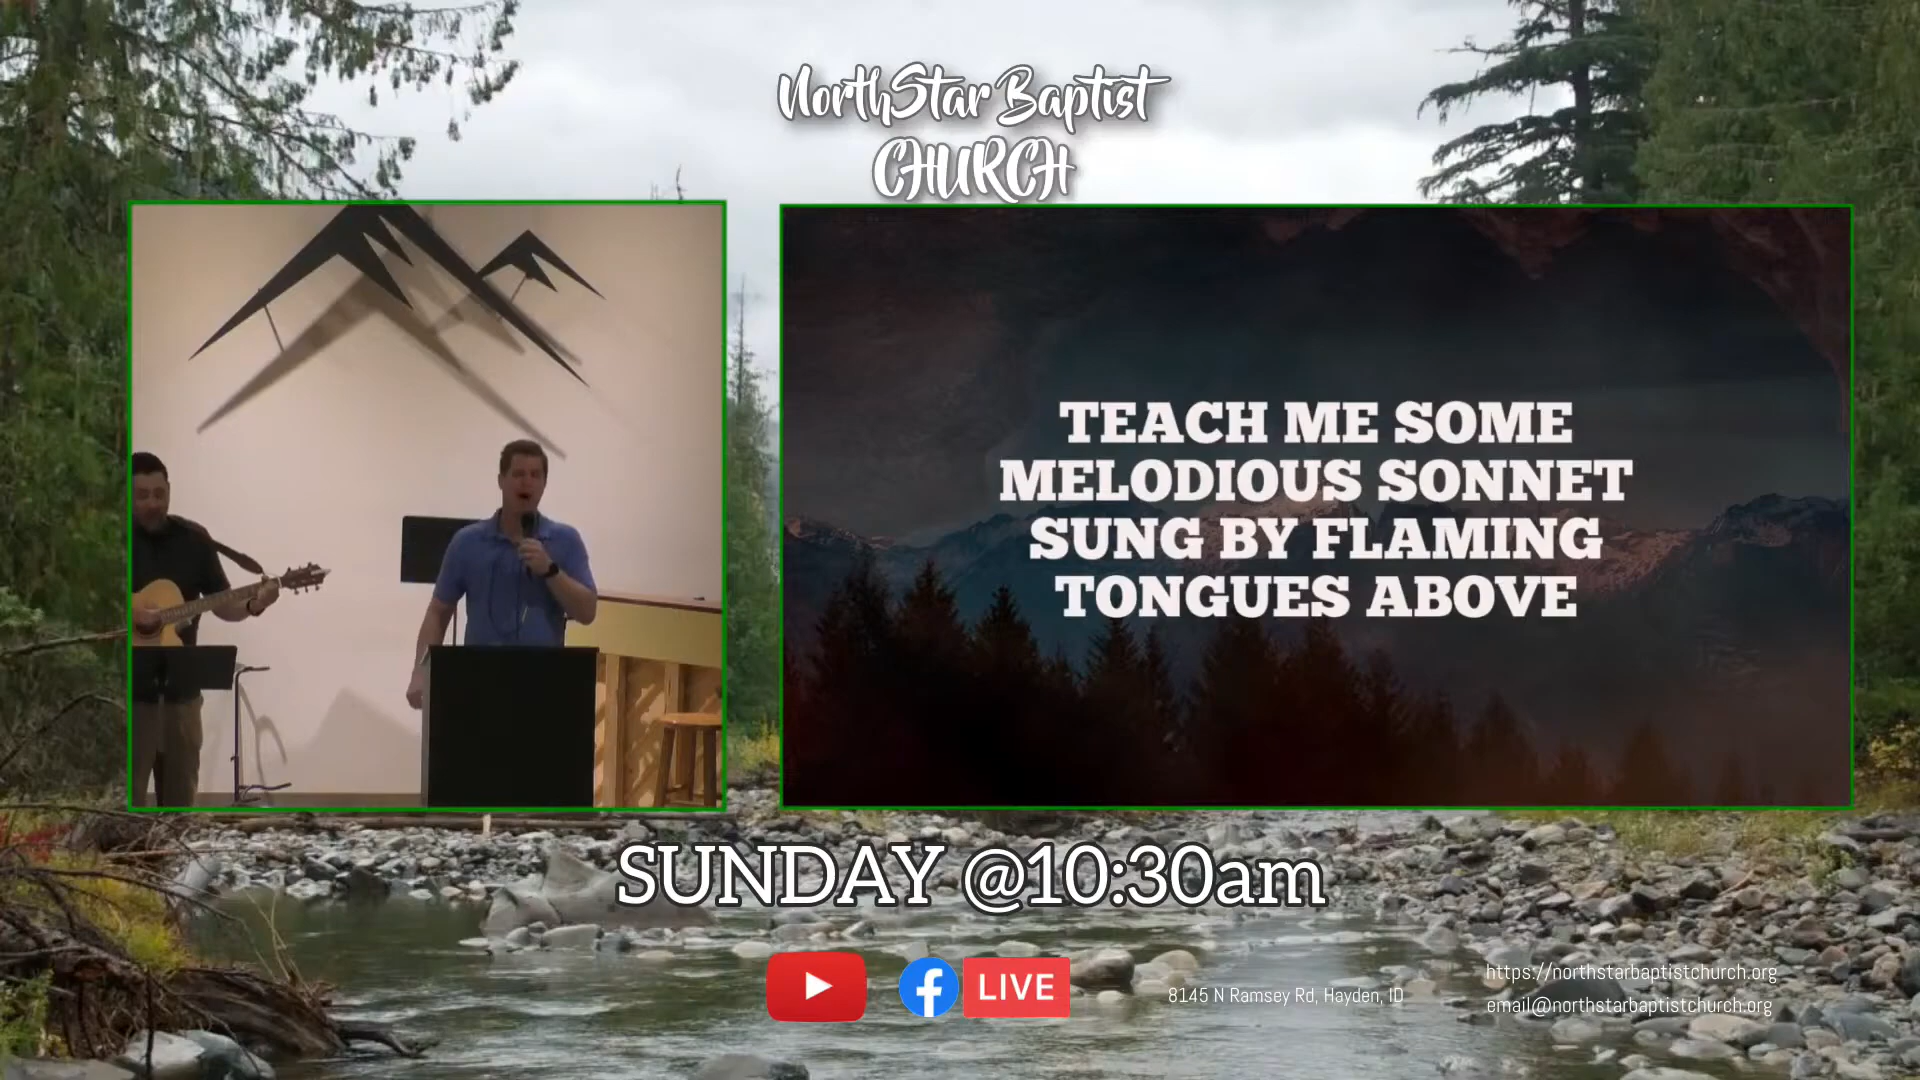 NorthStar Baptist
CHURCH
TEACH ME SOME
MELODIOUS SONNET
SUNG BY FLAMING
TONGUES ABOVE
SUNDAY @10:30am
LIVE
8145 N Ramsey Rd, Hayden, ID
https://northstarbaptistchurch.org
email@northstarbaptistchurch.org